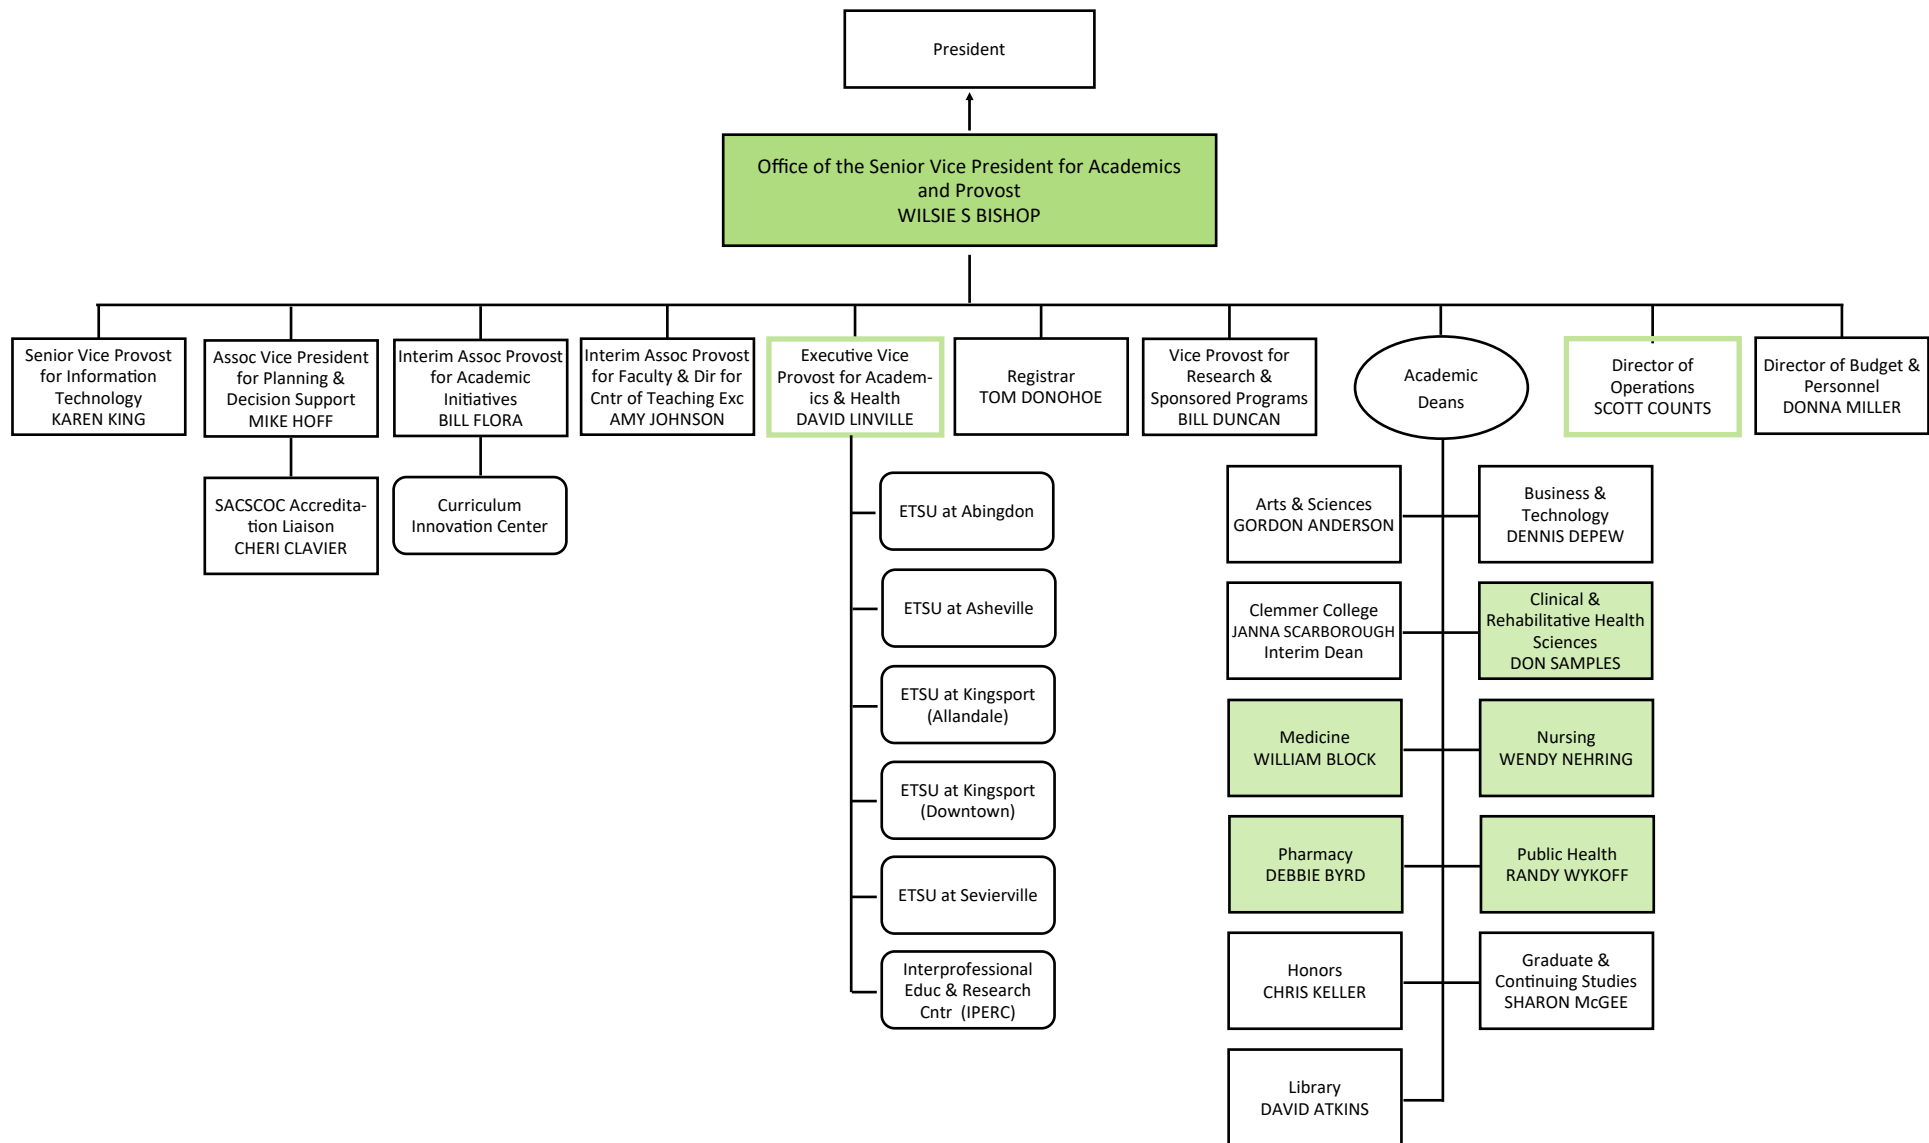 President
Office of the Senior Vice President for Academics
and Provost
WILSIE S BISHOP
Senior Vice Provost
for Information
Technology
KAREN KING
Assoc Vice President
for Planning &
Decision Support
MIKE HOFF
Interim Assoc Provost
for Academic
Initiatives
BILL FLORA
Interim Assoc Provost
for Faculty & Dir for
Cntr of Teaching Exc
AMY JOHNSON
Executive Vice
Provost for Academ-
ics & Health
DAVID LINVILLE
Registrar
TOM DONOHOE
Vice Provost for
Research &
Sponsored Programs
BILL DUNCAN
Academic
Deans
Director of
Operations
SCOTT COUNTS
Director of Budget &
Personnel
DONNA MILLER
SACSCOC Accredita-
tion Liaison
CHERI CLAVIER
Curriculum
Innovation Center
ETSU at Abingdon
ETSU at Asheville
ETSU at Kingsport
(Allandale)
ETSU at Kingsport
(Downtown)
ETSU at Sevierville
Interprofessional
Educ & Research
Cntr (IPERC)
Arts & Sciences
GORDON ANDERSON
Business &
Technology
DENNIS DEPEW
Clemmer College
JANNA SCARBOROUGH
Interim Dean
Clinical &
Rehabilitative Health
Sciences
DON SAMPLES
Medicine
WILLIAM BLOCK
Nursing
WENDY NEHRING
Pharmacy
DEBBIE BYRD
Public Health
RANDY WYKOFF
Honors
CHRIS KELLER
Graduate &
Continuing Studies
SHARON McGEE
Library
DAVID ATKINS